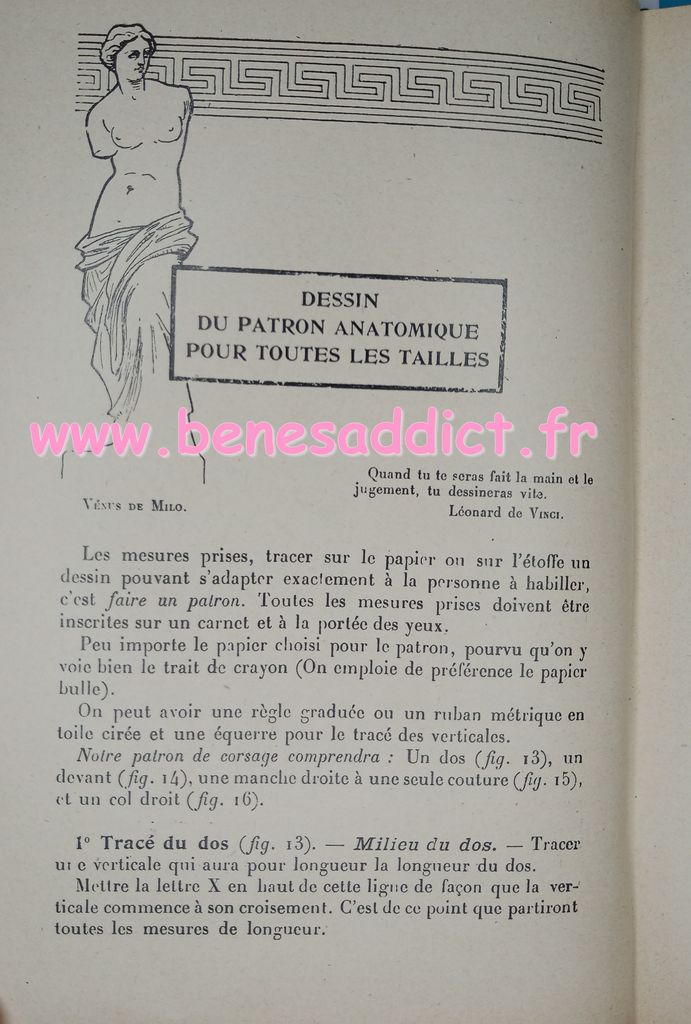 DESSIN
DU PATRON ANATOMIQUE
POUR TOUTES LES TAILLES
www.benesaddict.fr
Quand tu te seras fait la main et le
jugement, tu dessineras vite.
Léonard de VINCI.
VÉNUS DE MILO.
Les mesures prises, tracer sur le papier ou sur l'étoffe un
dessin pouvant s'adapter exactement à la personne à habiller,
c'est faire un patron. Toutes les mesures prises doivent être
inscrites sur un carnet et à la portée des yeux.
Peu importe le papier choisi pour le patron, pourvu qu'on y
voie bien le trait de crayon (On emploie de préférence le papier
bulle).
On peut avoir une règle graduée ou un ruban métrique en
toile cirée et une équerre pour le tracé des verticales.
Notre patron de corsage comprendra : Un dos (fig. 13), un
devant (fig. 14), une manche droite à une seule couture (fig. 15),
et un col droit (fig. 16).
1° Tracé du dos (fig. 13). — Milieu du dos. — Tracer
une verticale qui aura pour longueur la longueur du dos.
Mettre la lettre X en haut de cette ligne de façon que la ver-
ticale commence à son croisement. C'est de ce point que partiront
toutes les mesures de longueur.